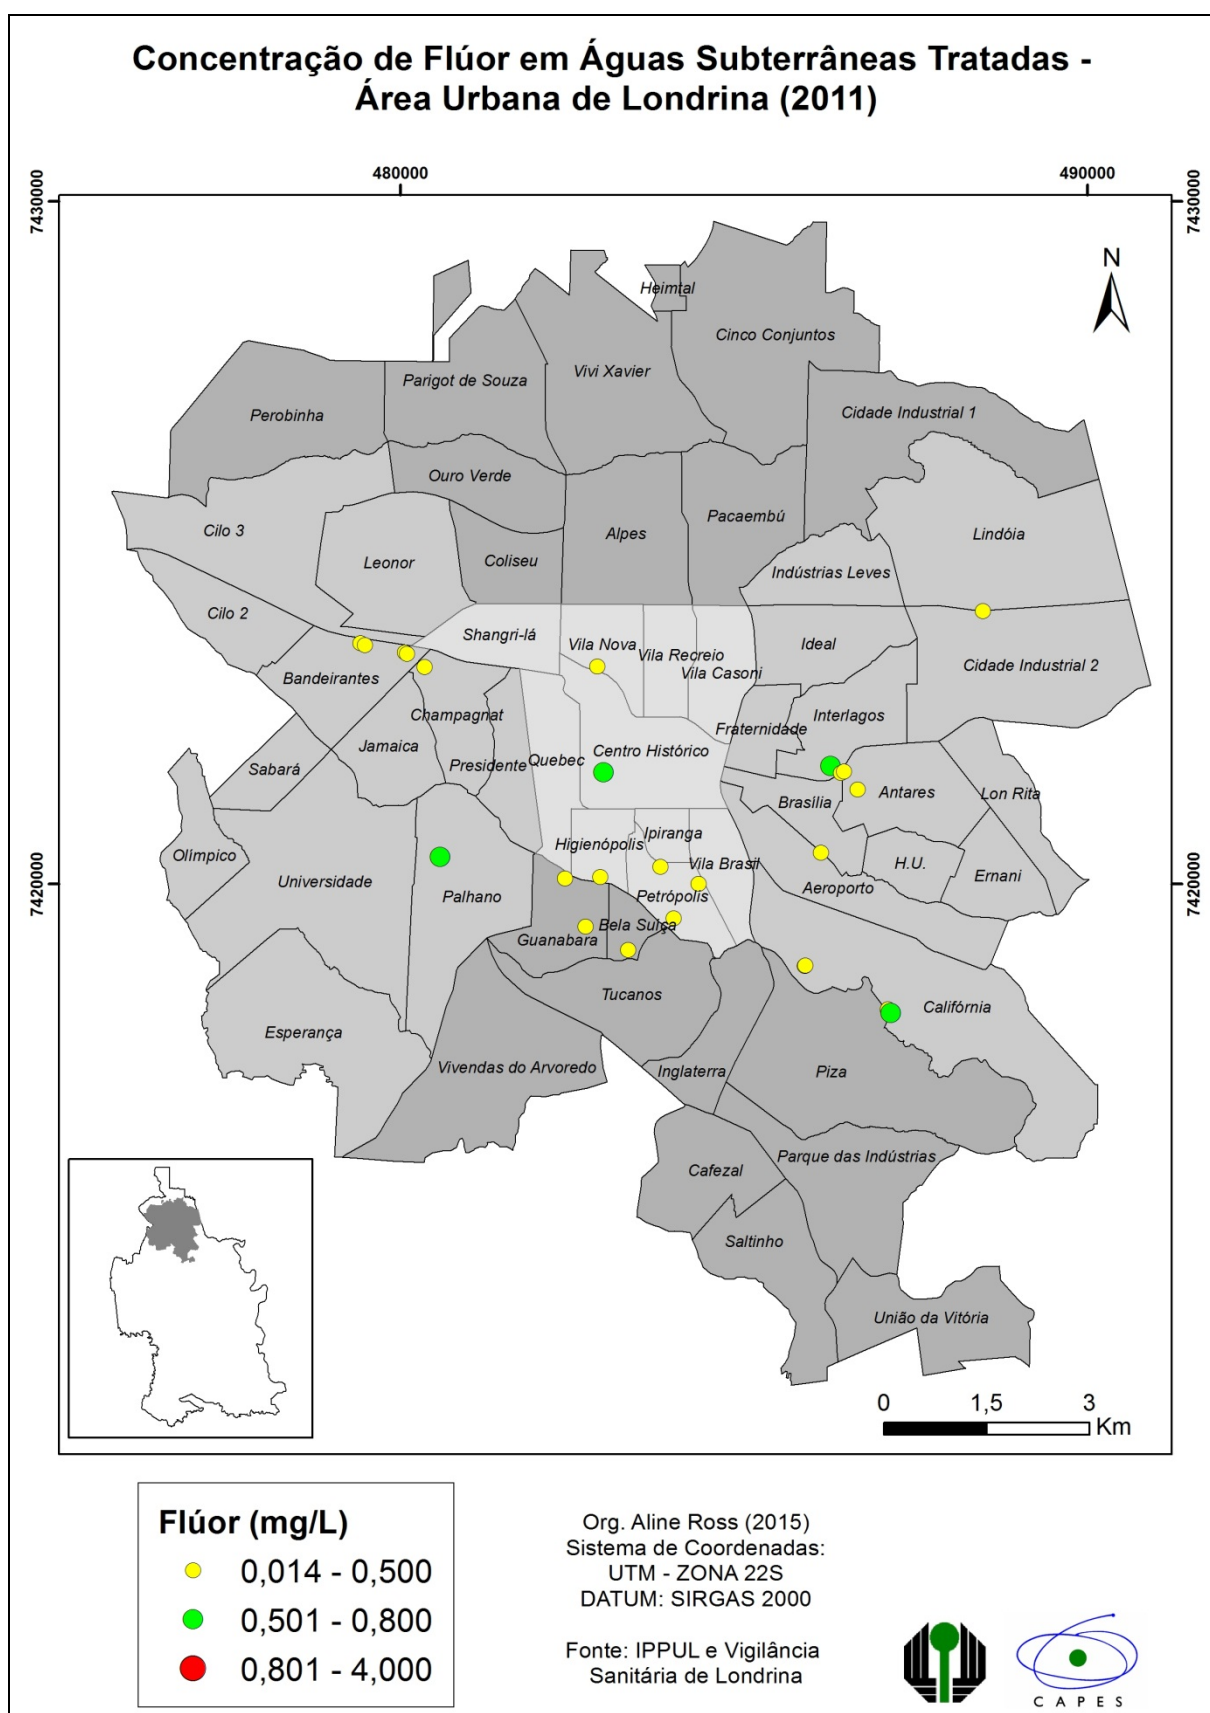 Concentração de Flúor em Águas Subterrâneas Tratadas -
Área Urbana de Londrina (2011)
480000
490000
7430000
7430000
N
Heimtal
Cinco Conjuntos
Vivi Xavier
Parigot de Souza
Cidade Industrial 1
Perobinha
Ouro Verde
Pacaembú
Cilo 3
Alpes
Lindóia
Leonor
Coliseu
Indústrias Leves
Cilo 2
Shangri-lá
Vila Nova
Vila Recreio
Ideal
Cidade Industrial 2
Vila Casoni
Bandeirantes
Champagnat
Interlagos
Fraternidade
Jamaica
Centro Histórico
Quebec
Presidente
Sabará
Antares
Lon Rita
Brasília
Ipiranga
Higienópolis
Olímpico
Vila Brasil
H.U.
Universidade
Ernani
Aeroporto
Palhano
Petrópolis
7420000
7420000
Bela Suíça
Guanabara
Tucanos
Califórnia
Esperança
Vivendas do Arvoredo
Inglaterra
Piza
Parque das Indústrias
Cafezal
Saltinho
União da Vitória
0 1,5 3
Km
Flúor (mg/L)
0,014 - 0,500
0,501 - 0,800
0,801 - 4,000
Org. Aline Ross (2015)
Sistema de Coordenadas:
UTM - ZONA 22S
DATUM: SIRGAS 2000
Fonte: IPPUL e Vigilância
Sanitária de Londrina
CAPES